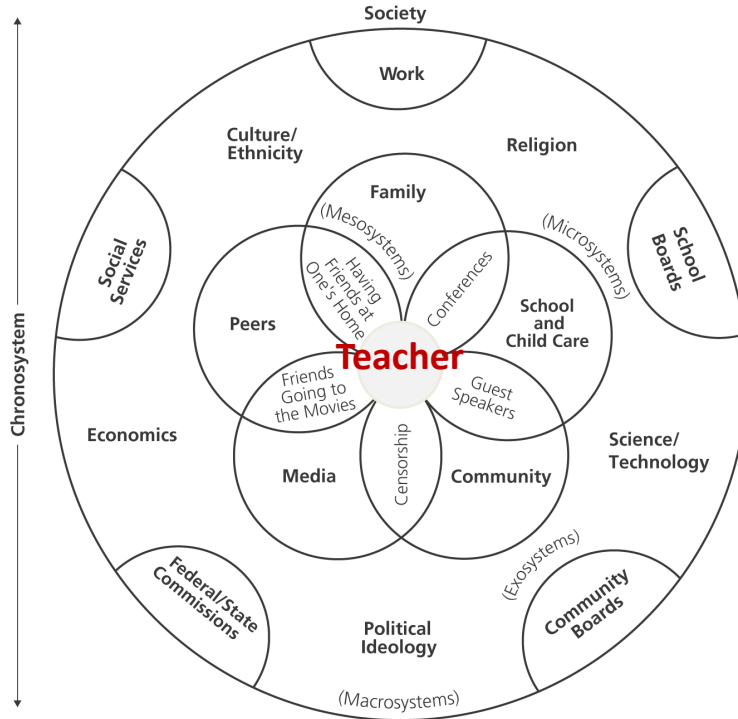 Society
Work
Culture/
Ethnicity
Religion
Family
(Mesosystems)
(Microsystems)
Social
Services
School
Boards
Having
Friends at
One's Home
Conferences
Peers
School
and
Child Care
Teacher
Chronosystem
Friends
Going to
the Movies
Guest
Speakers
Economics
Censorship
Science/
Technology
Media
Community
(Exosystems)
Federal/State
Commissions
Community
Boards
Political
Ideology
(Macrosystems)